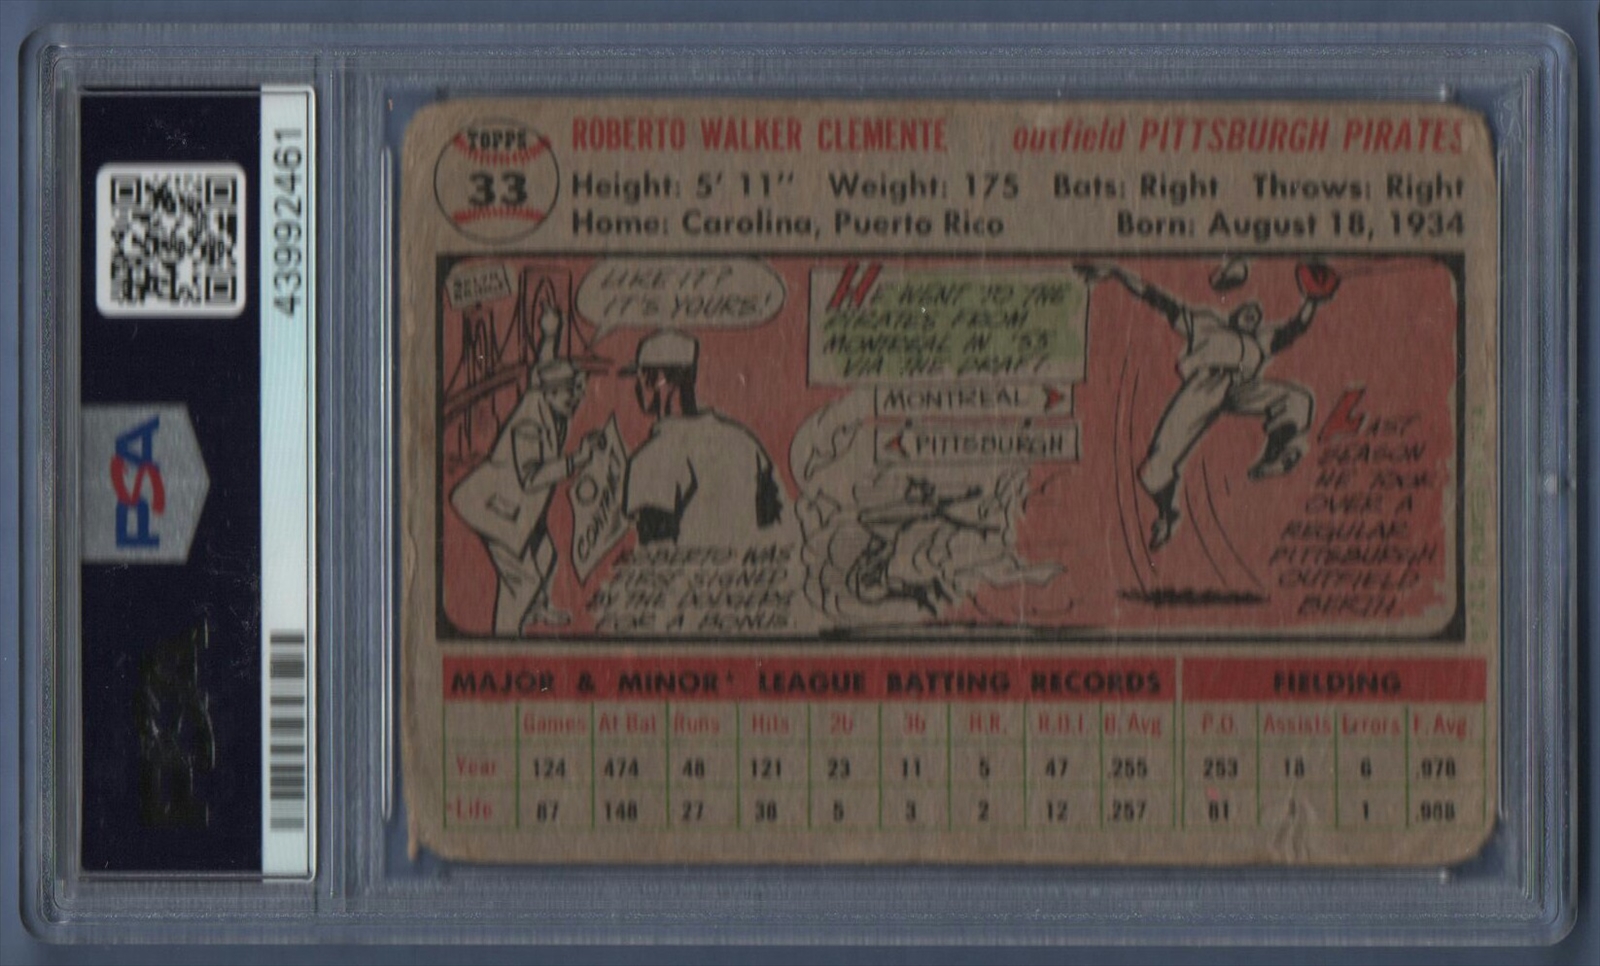 43992461
PSA
TOPPS
33
ROBERTO WALKER CLEMENTE outfield PITTSBURGH PIRATES
Height: 5' 11" Weight: 175 Bats: Right Throws: Right
Home: Carolina, Puerto Rico Born: August 18, 1934
LIKE IT?
IT'S YOURS!
CONTRACT
ROBERTO WAS
FIRST SIGNED
BY THE DODGERS
FOR A BONUS.
HE WENT TO THE
PIRATES FROM
MONTREAL IN '55
VIA THE DRAFT
MONTREAL
PITTSBURGH
LAST
SEASON
HE TOOK
OVER A
REGULAR
PITTSBURGH
OUTFIELD
BERTH.
MAJOR & MINOR* LEAGUE BATTING RECORDS FIELDING
Games At Bat Runs Hits 2b 3b H.R. R.B.I. B. Avg. P.O. Assists Errors F. Avg.
Year 124 474 48 121 23 11 5 47 .255 253 18 6 .978
*Life 87 148 27 38 5 3 2 12 .257 81 1 1 .988